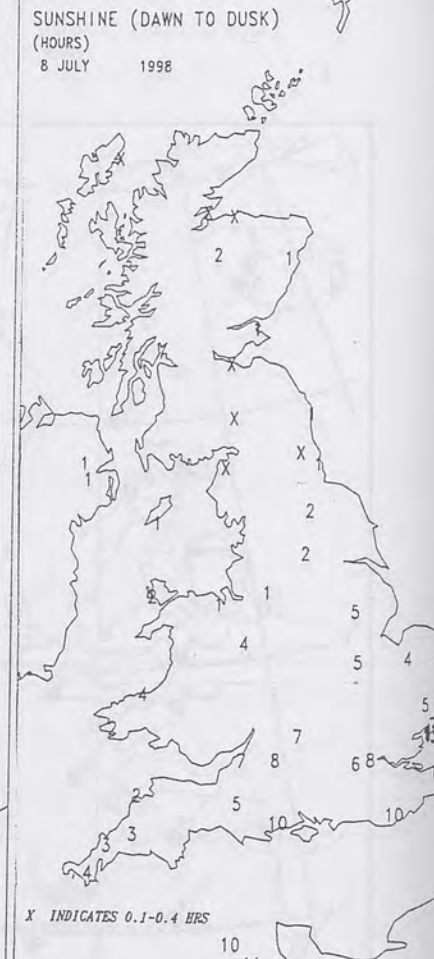 SUNSHINE (DAWN TO DUSK)
(HOURS)
8 JULY 1998
X
X
2 1
X
X
X
X
1
1
2
2
1
5
4
5 4
4
5
7
7 8 6 8
2
5
10 10
3 3
4
X INDICATES 0.1-0.4 HRS
10